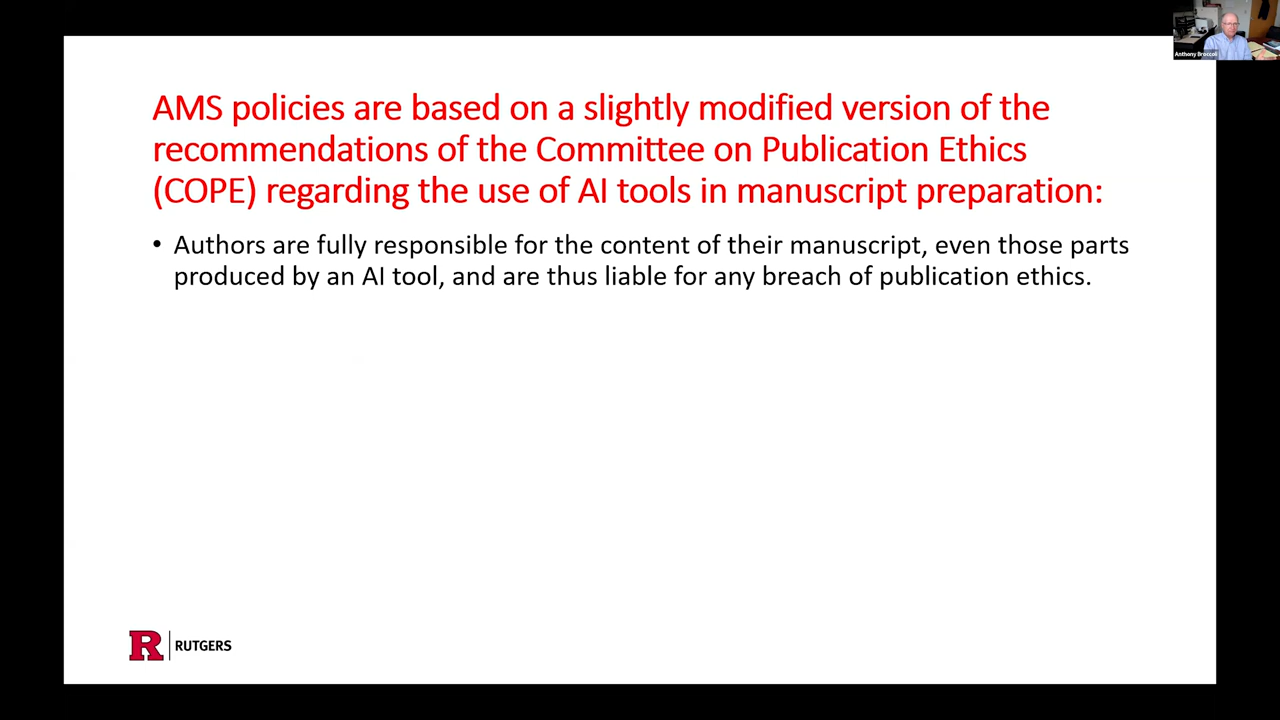 Anthony Broccoli
AMS policies are based on a slightly modified version of the
recommendations of the Committee on Publication Ethics
(COPE) regarding the use of AI tools in manuscript preparation:
• Authors are fully responsible for the content of their manuscript, even those parts
produced by an AI tool, and are thus liable for any breach of publication ethics.
R RUTGERS